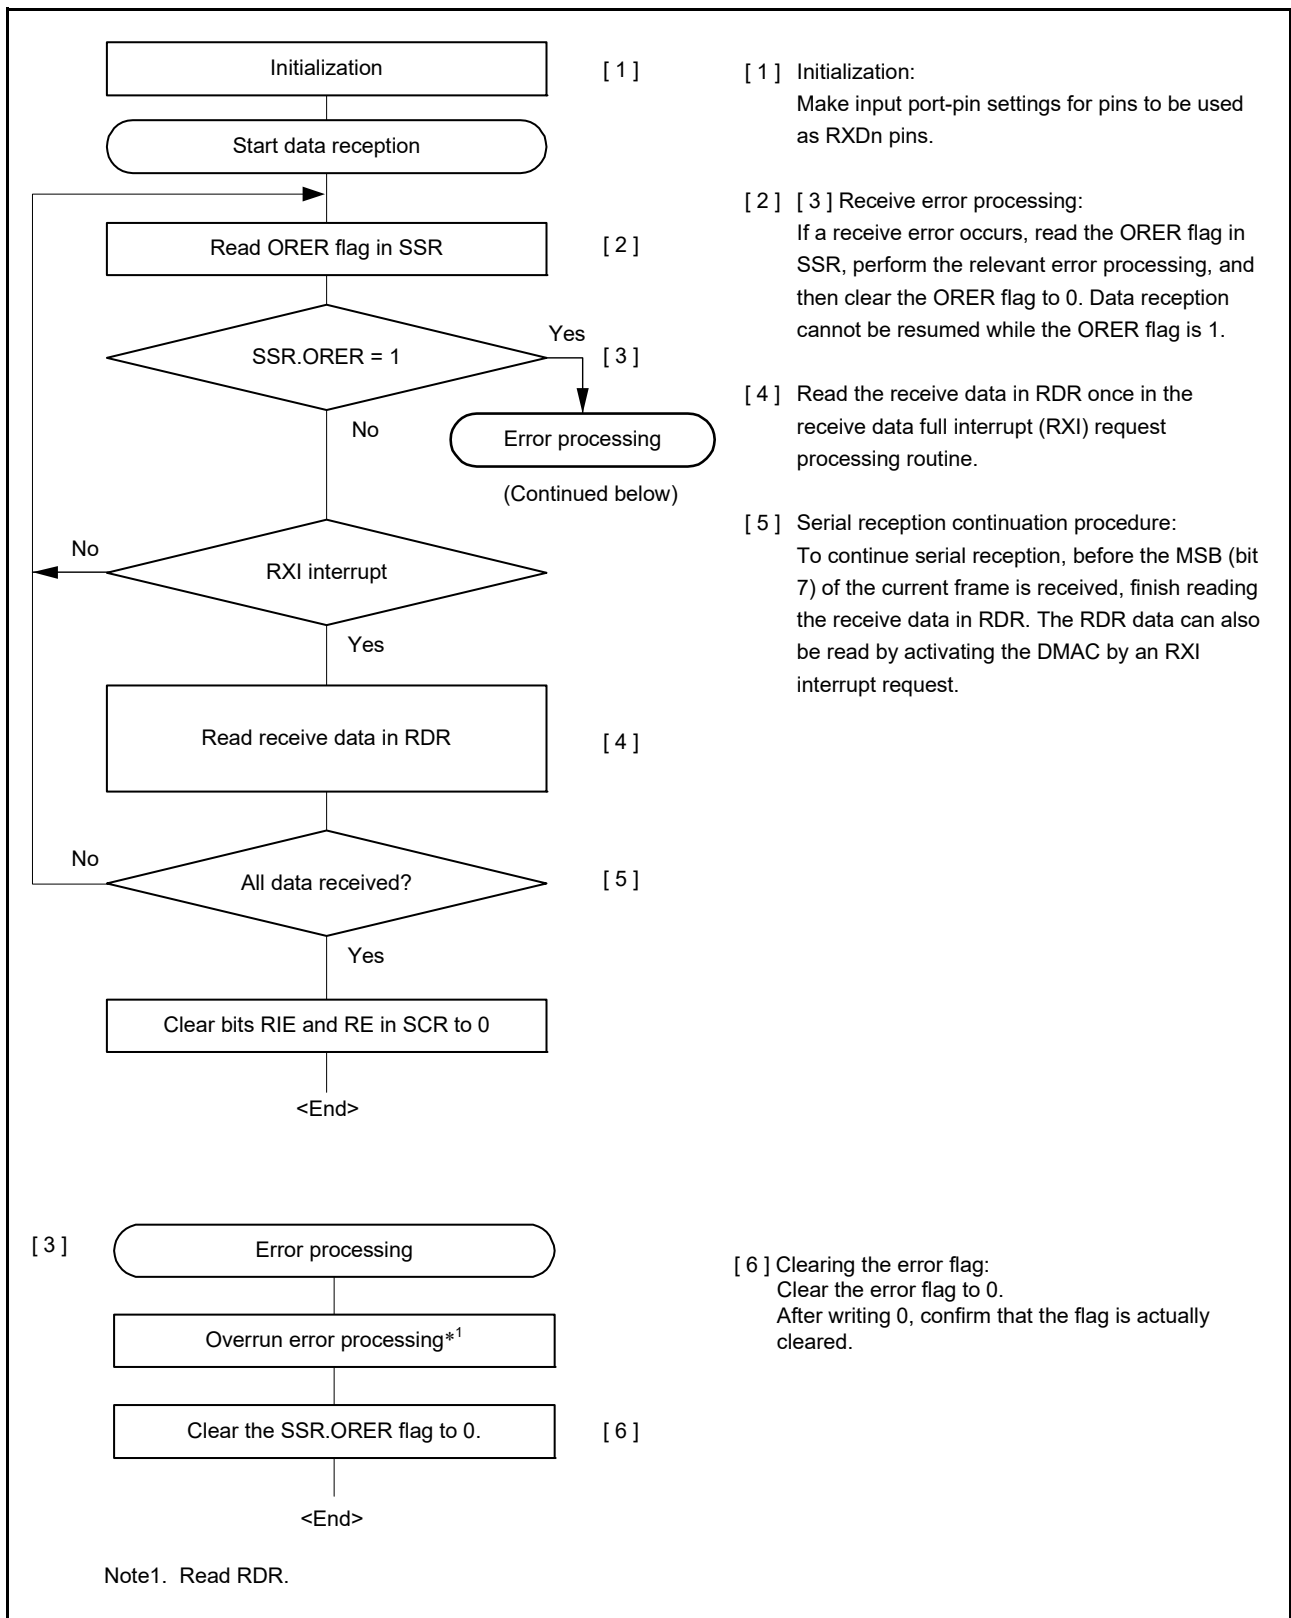 Initialization
[ 1 ]
Start data reception
Read ORER flag in SSR
[ 2 ]
SSR.ORER = 1
Yes
[ 3 ]
No
Error processing
(Continued below)
No
RXI interrupt
Yes
Read receive data in RDR
[ 4 ]
No
All data received?
[ 5 ]
Yes
Clear bits RIE and RE in SCR to 0
<End>
[ 1 ] Initialization:
Make input port-pin settings for pins to be used
as RXDn pins.
[ 2 ] [ 3 ] Receive error processing:
If a receive error occurs, read the ORER flag in
SSR, perform the relevant error processing, and
then clear the ORER flag to 0. Data reception
cannot be resumed while the ORER flag is 1.
[ 4 ] Read the receive data in RDR once in the
receive data full interrupt (RXI) request
processing routine.
[ 5 ] Serial reception continuation procedure:
To continue serial reception, before the MSB (bit
7) of the current frame is received, finish reading
the receive data in RDR. The RDR data can also
be read by activating the DMAC by an RXI
interrupt request.
[ 3 ]
Error processing
Overrun error processing*1
Clear the SSR.ORER flag to 0.
[ 6 ]
<End>
[ 6 ] Clearing the error flag:
Clear the error flag to 0.
After writing 0, confirm that the flag is actually
cleared.
Note1. Read RDR.